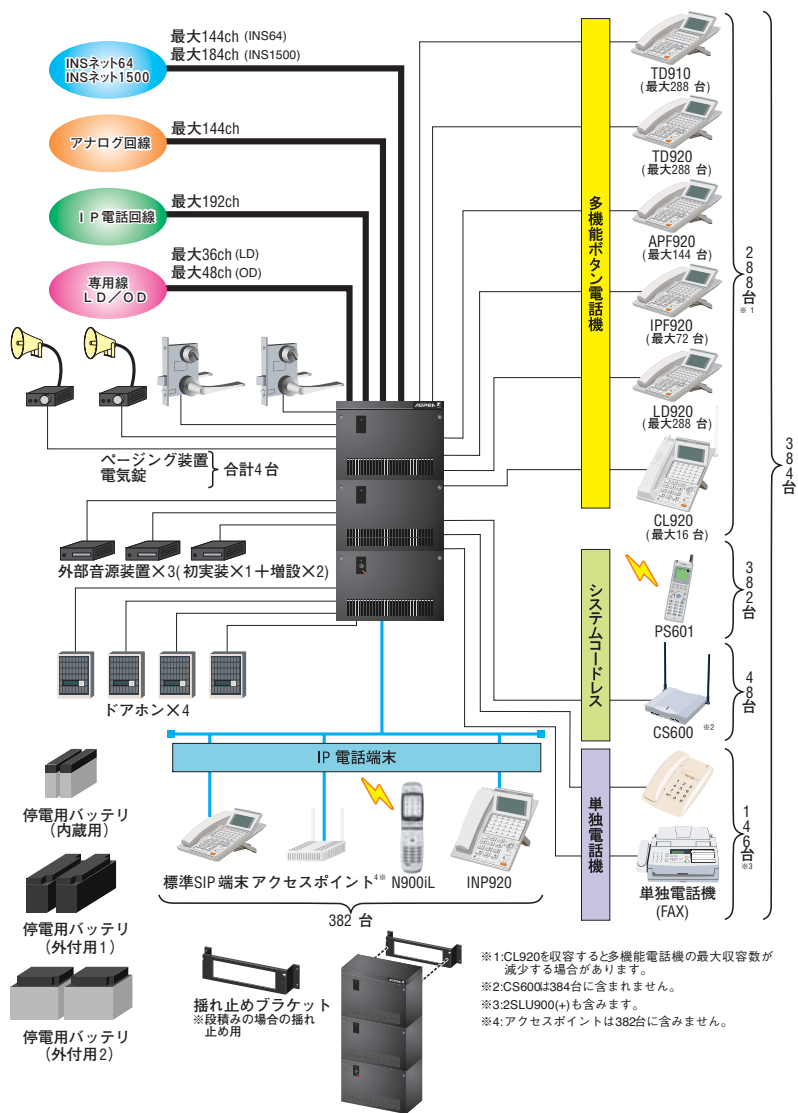 最大144ch (INS64)
最大184ch (INS1500)
INSネット64
INSネット1500
最大144ch
アナログ回線
最大192ch
ＩＰ電話回線
最大36ch (LD)
最大48ch (OD)
専用線
ＬＤ／ＯＤ
AGREA
ページング装置
電気錠
合計4台
外部音源装置×3(初実装×1＋増設×2)
ドアホン×4
多機能ボタン電話機
TD910
(最大288 台)
TD920
(最大288 台)
APF920
(最大144 台)
IPF920
(最大72 台)
LD920
(最大288 台)
CL920
(最大16 台)
288台
※1
384台
システムコードレス
PS601
382台
CS600 ※2
48台
単独電話機
単独電話機
(FAX)
146台
※3
IP 電話端末
標準SIP 端末 アクセスポイント4※ N900iL INP920
382 台
停電用バッテリ
(内蔵用)
停電用バッテリ
(外付用1)
停電用バッテリ
(外付用2)
揺れ止めブラケット
※段積みの場合の揺れ
止め用
※1:CL920を収容すると多機能電話機の最大収容数が
減少する場合があります。
※2:CS600は384台に含まれません。
※3:2SLU900(+)も含みます。
※4:アクセスポイントは382台に含みません。